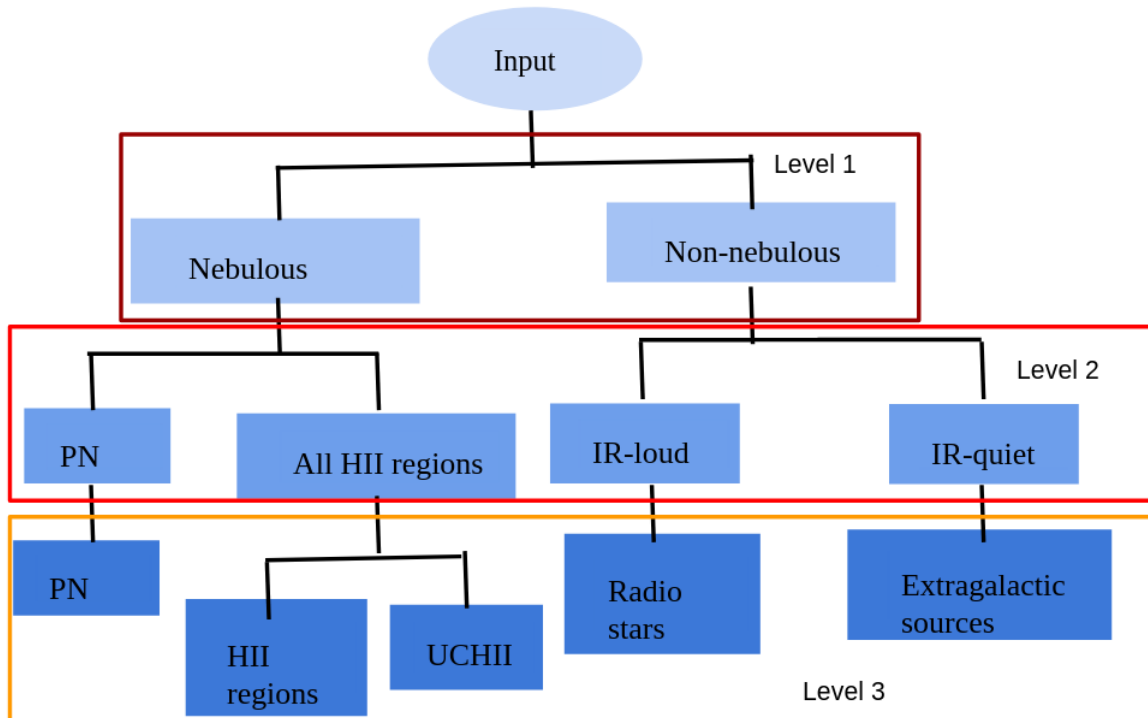 Input
Level 1
Nebulous
Non-nebulous
Level 2
PN
All HII regions
IR-loud
IR-quiet
PN
HII
regions
UCHII
Radio
stars
Extragalactic
sources
Level 3